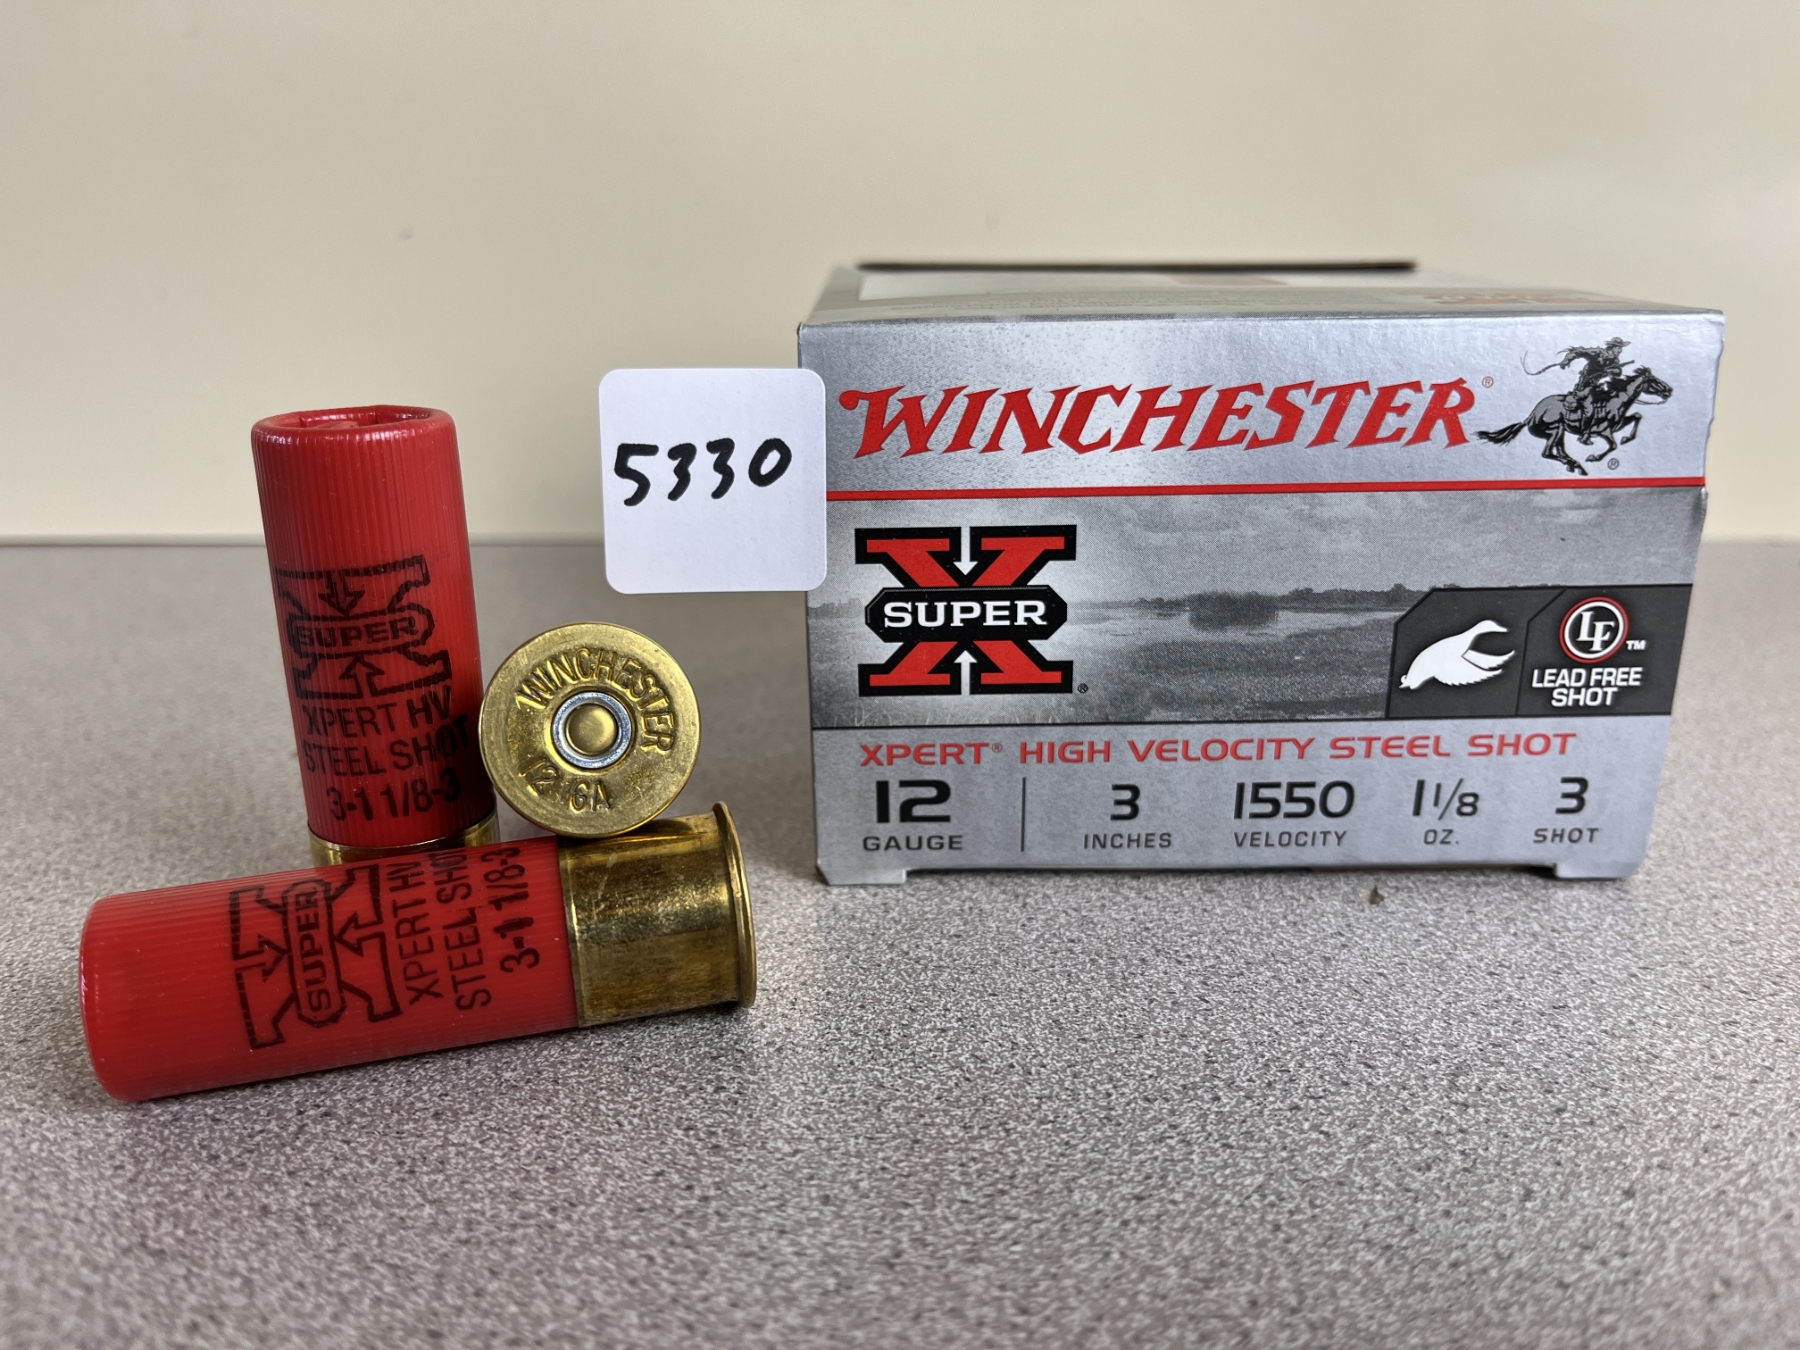 5330
WINCHESTER®
®
X
SUPER
®
LF™
LEAD FREE
SHOT
XPERT® HIGH VELOCITY STEEL SHOT
12
GAUGE
3
INCHES
1550
VELOCITY
1 1/8
OZ.
3
SHOT
X
SUPER
XPERT HV
STEEL SHOT
3-1 1/8-3
WINCHESTER
12 GA
X
SUPER
XPERT HV
STEEL SHOT
3-1 1/8-3